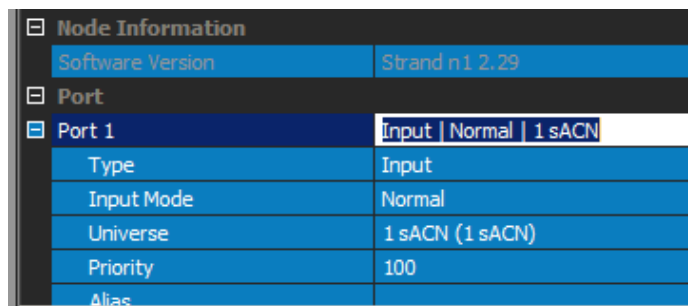 Node Information
Software Version Strand n1 2.29
Port
Port 1 Input | Normal | 1 sACN
Type Input
Input Mode Normal
Universe 1 sACN (1 sACN)
Priority 100
Alias